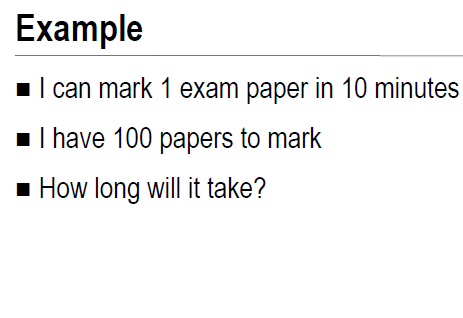 Example
■ I can mark 1 exam paper in 10 minutes
■ I have 100 papers to mark
■ How long will it take?